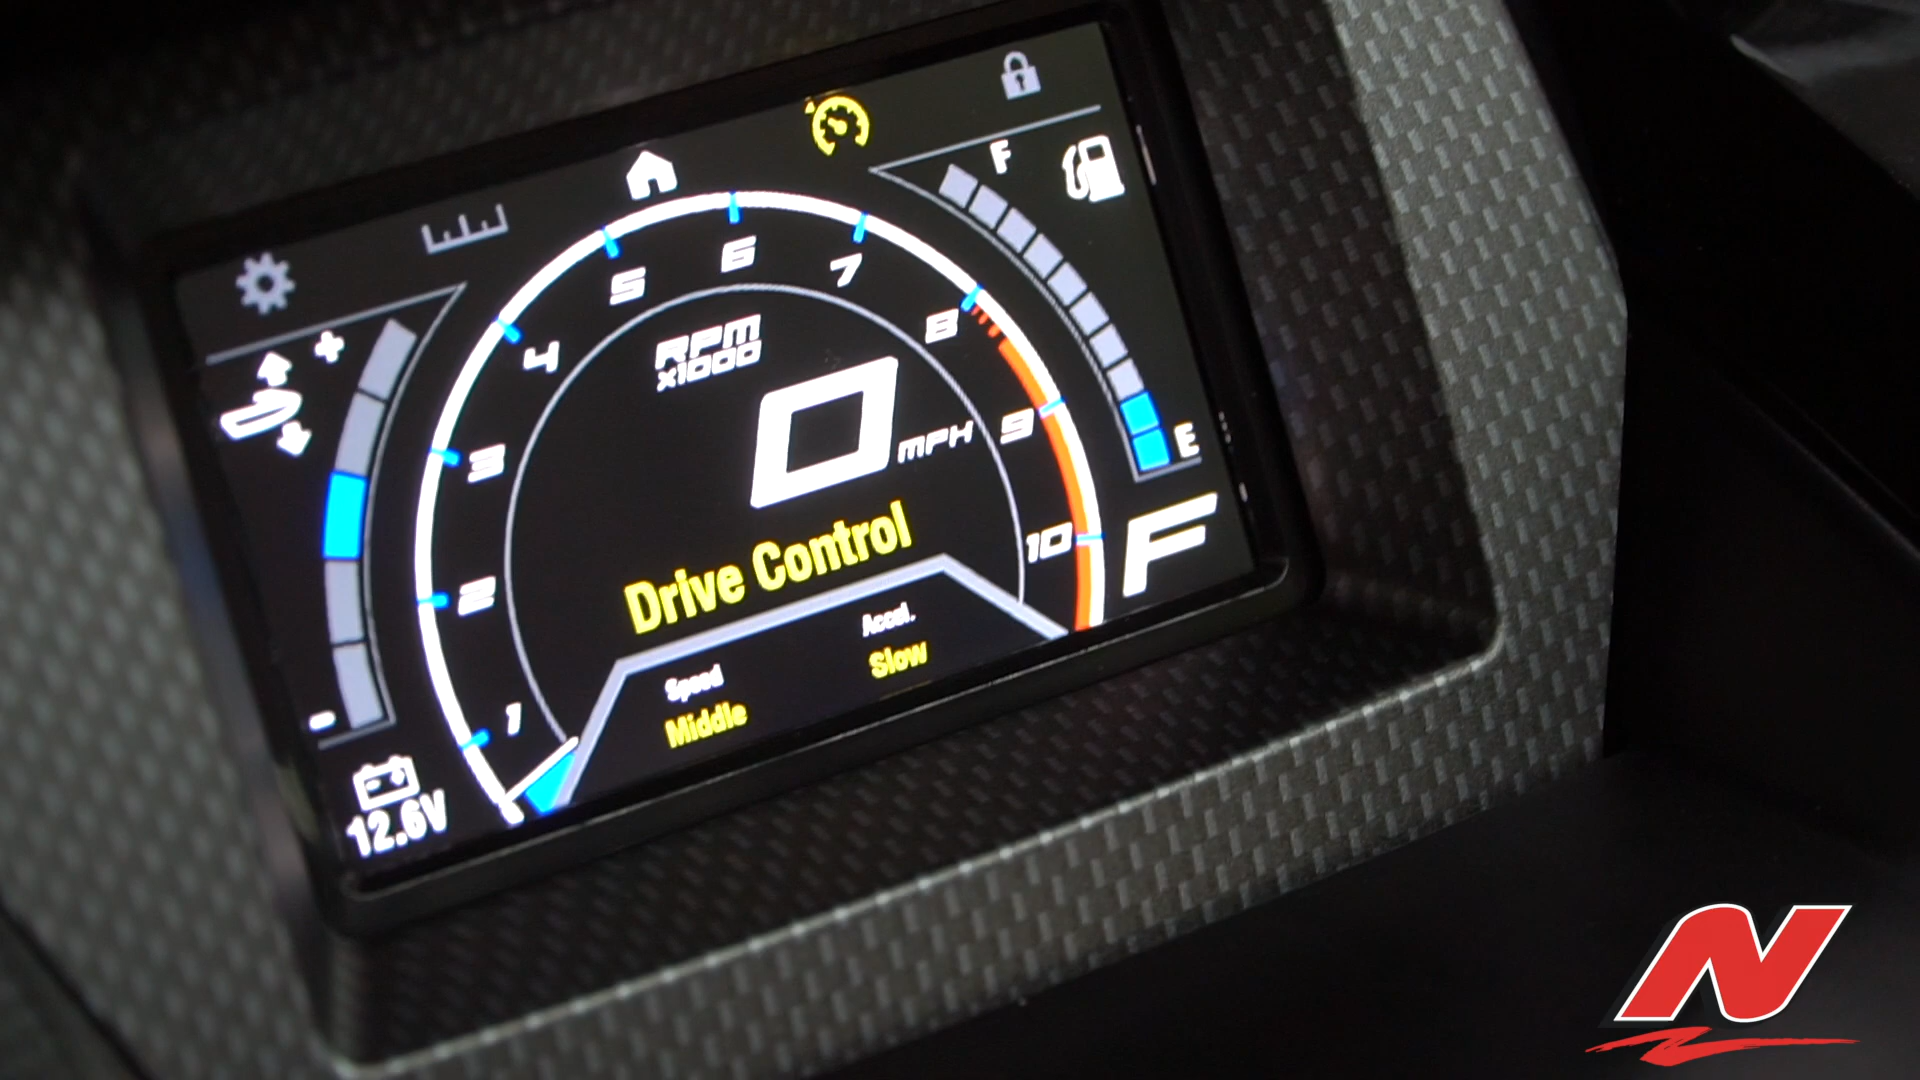 F
5
6
7
4
8
RPM
x1000
3
0
MPH
9
E
2
Drive Control
10
F
Accel.
Slow
Speed
Middle
1
12.6V
N